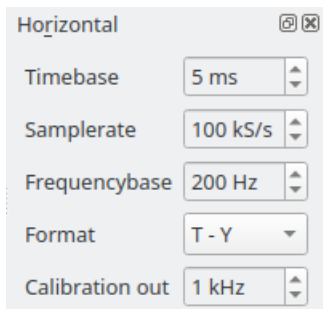 Horizontal
Timebase 5 ms
Samplerate 100 kS/s
Frequencybase 200 Hz
Format T - Y
Calibration out 1 kHz